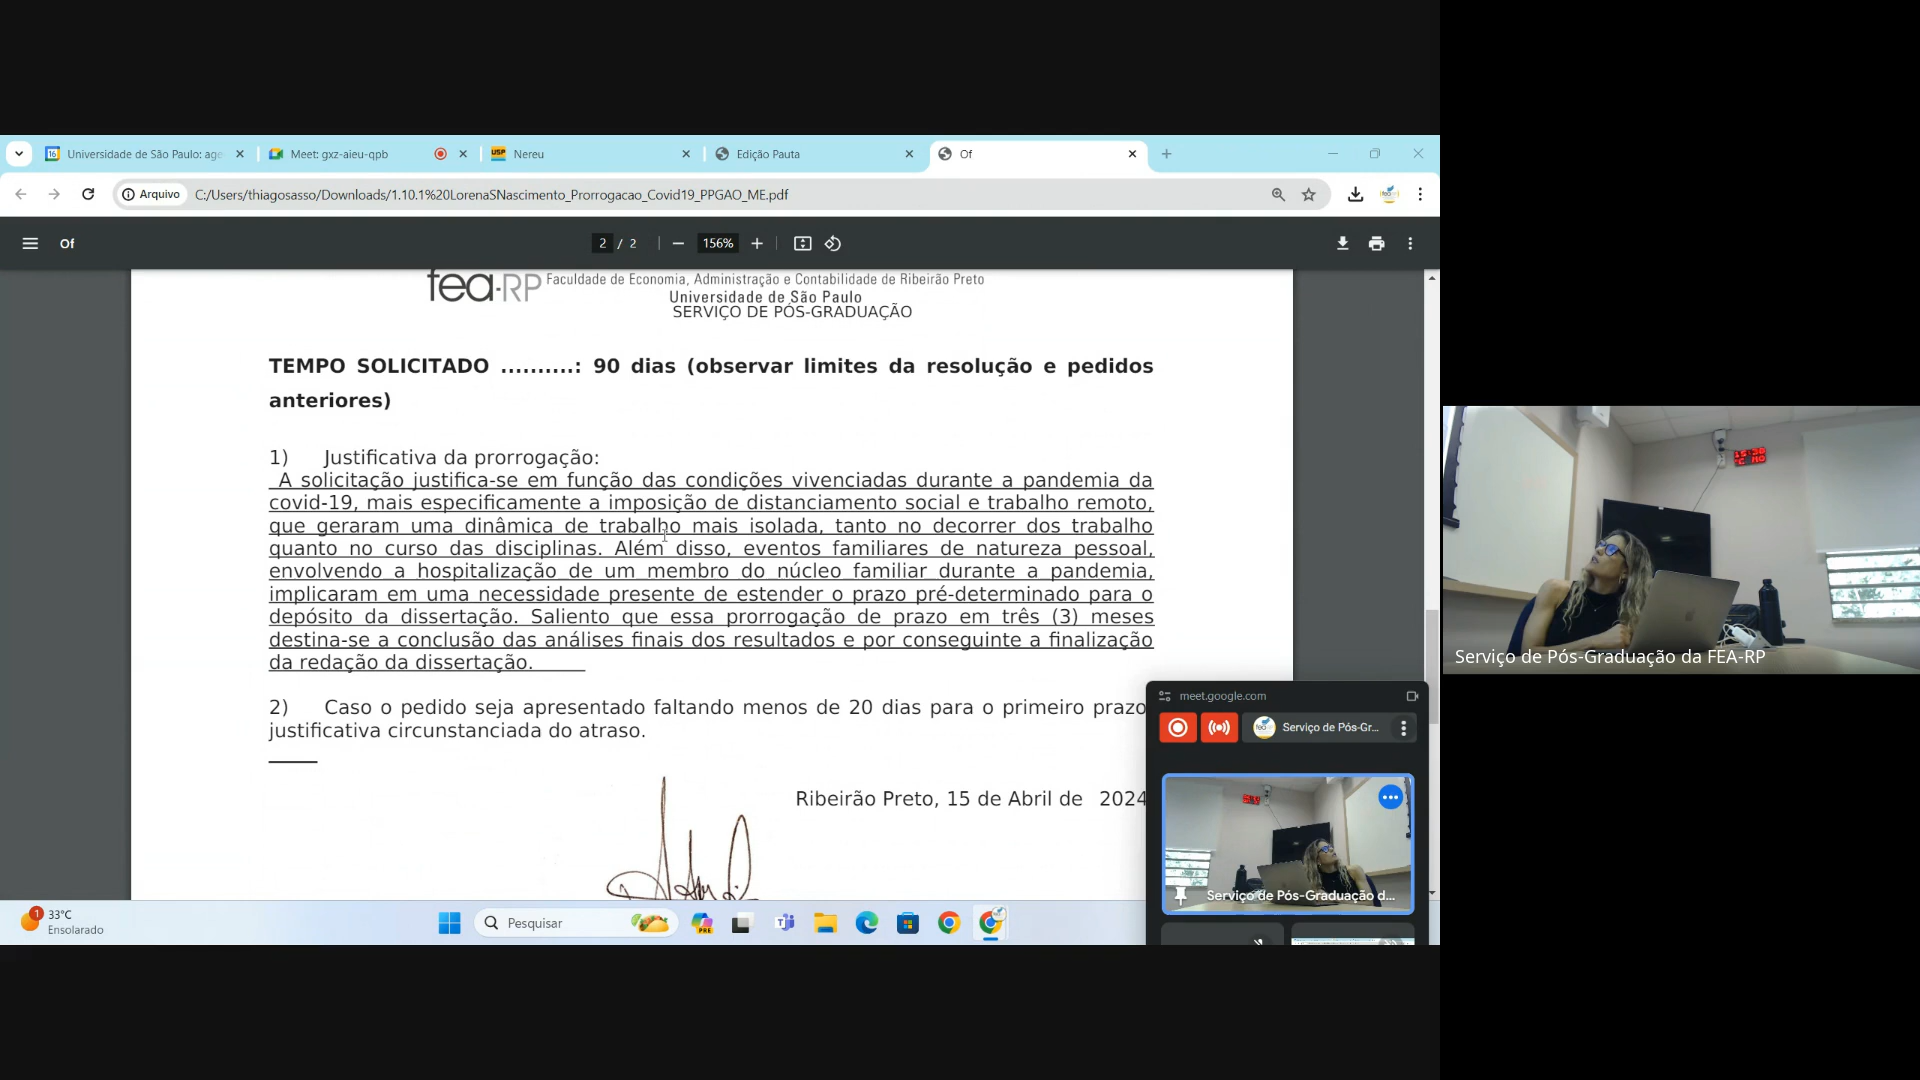 Universidade de São Paulo: age
Meet: gxz-aieu-qpb
Nereu
Edição Pauta
Of
Arquivo
C:/Users/thiagosasso/Downloads/1.10.1%20LorenaSNascimento_Prorrogacao_Covid19_PPGAO_ME.pdf
Of
2 / 2
156%
fea-RP Faculdade de Economia, Administração e Contabilidade de Ribeirão Preto
Universidade de São Paulo
SERVIÇO DE PÓS-GRADUAÇÃO
TEMPO SOLICITADO ..........: 90 dias (observar limites da resolução e pedidos
anteriores)
1) Justificativa da prorrogação:
A solicitação justifica-se em função das condições vivenciadas durante a pandemia da
covid-19, mais especificamente a imposição de distanciamento social e trabalho remoto,
que geraram uma dinâmica de trabalho mais isolada, tanto no decorrer dos trabalho
quanto no curso das disciplinas. Além disso, eventos familiares de natureza pessoal,
envolvendo a hospitalização de um membro do núcleo familiar durante a pandemia,
implicaram em uma necessidade presente de estender o prazo pré-determinado para o
depósito da dissertação. Saliento que essa prorrogação de prazo em três (3) meses
destina-se a conclusão das análises finais dos resultados e por conseguinte a finalização
da redação da dissertação.
2) Caso o pedido seja apresentado faltando menos de 20 dias para o primeiro prazo
justificativa circunstanciada do atraso.
Ribeirão Preto, 15 de Abril de 2024
meet.google.com
Serviço de Pós-Gr...
Serviço de Pós-Graduação d...
Serviço de Pós-Graduação da FEA-RP
1
33°C
Ensolarado
Pesquisar
PRE